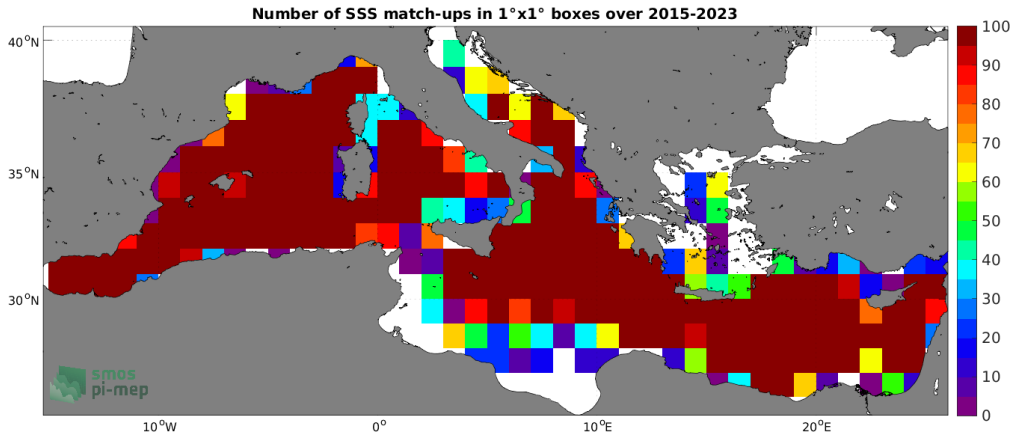 Number of SSS match-ups in 1°x1° boxes over 2015-2023
40°N
35°N
30°N
10°W
0°
10°E
20°E
100
90
80
70
60
50
40
30
20
10
0
smos
pi-mep